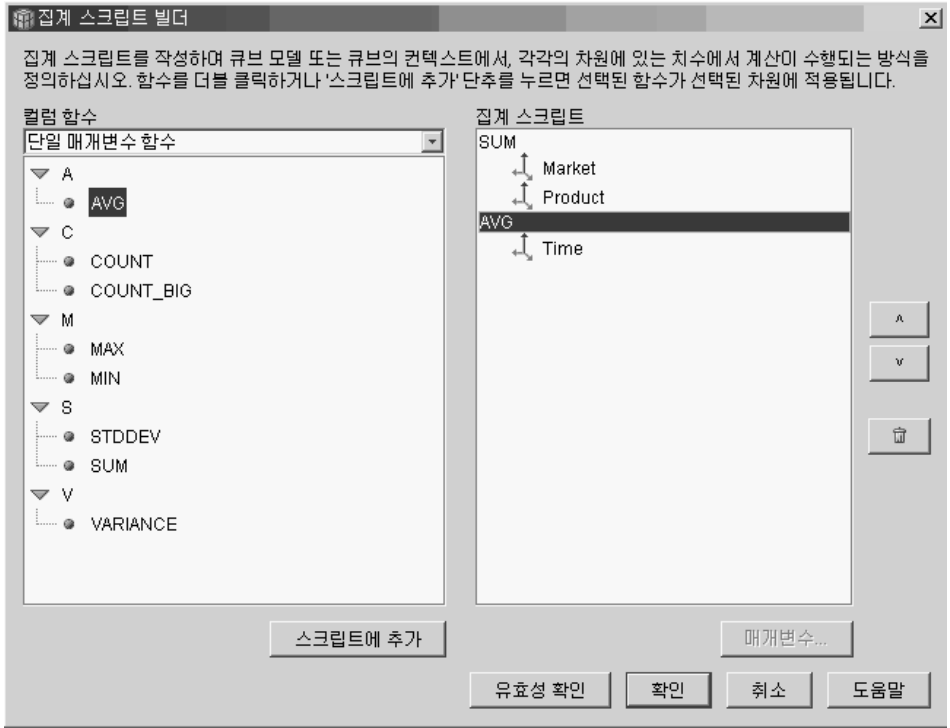 집계 스크립트 빌더
집계 스크립트를 작성하여 큐브 모델 또는 큐브의 컨텍스트에서, 각각의 차원에 있는 치수에서 계산이 수행되는 방식을
정의하십시오. 함수를 더블 클릭하거나 '스크립트에 추가' 단추를 누르면 선택된 함수가 선택된 차원에 적용됩니다.
컬럼 함수
단일 매개변수 함수
A
AVG
C
COUNT
COUNT_BIG
M
MAX
MIN
S
STDDEV
SUM
V
VARIANCE
스크립트에 추가
집계 스크립트
SUM
Market
Product
AVG
Time
매개변수...
유효성 확인
확인
취소
도움말